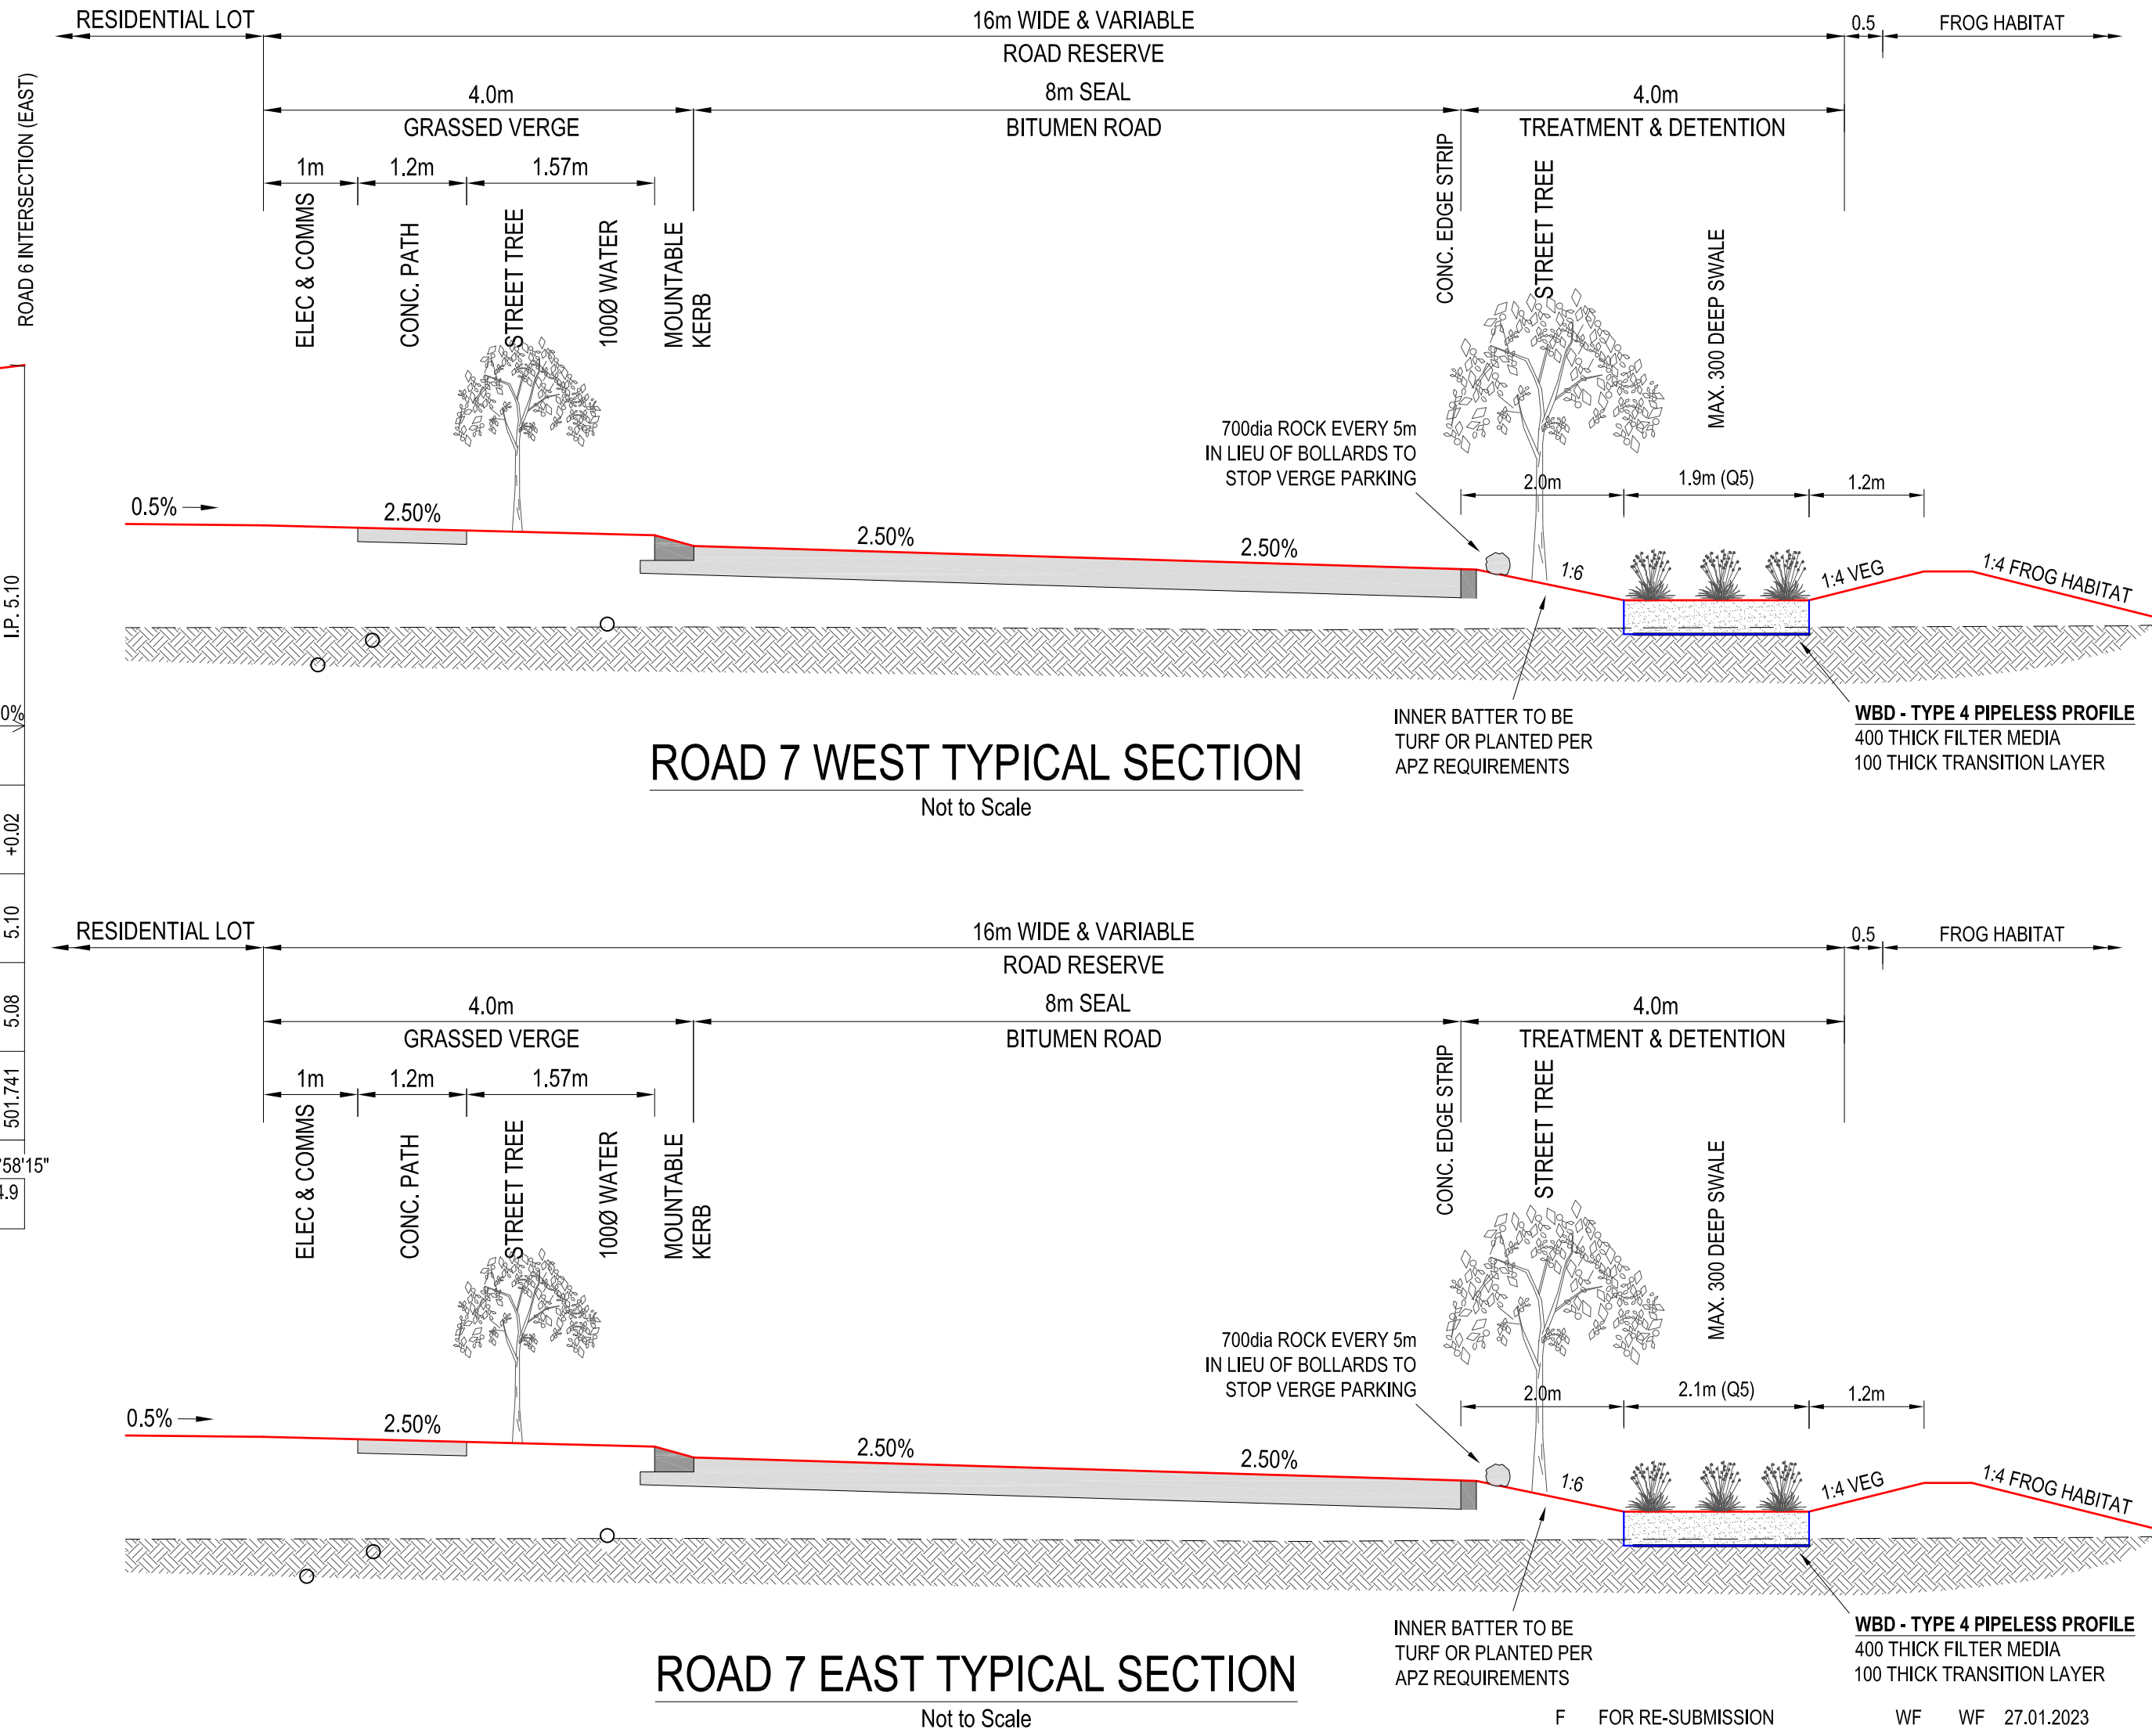 RESIDENTIAL LOT
16m WIDE & VARIABLE
ROAD RESERVE
0.5
FROG HABITAT
4.0m
GRASSED VERGE
8m SEAL
BITUMEN ROAD
4.0m
TREATMENT & DETENTION
1m
1.2m
1.57m
ELEC & COMMS
CONC. PATH
STREET TREE
100Ø WATER
MOUNTABLE
KERB
CONC. EDGE STRIP
STREET TREE
MAX. 300 DEEP SWALE
700dia ROCK EVERY 5m
IN LIEU OF BOLLARDS TO
STOP VERGE PARKING
2.0m
1.9m (Q5)
1.2m
0.5%
2.50%
2.50%
2.50%
1:6
1:4 VEG
1:4 FROG HABITAT
INNER BATTER TO BE
TURF OR PLANTED PER
APZ REQUIREMENTS
WBD - TYPE 4 PIPELESS PROFILE
400 THICK FILTER MEDIA
100 THICK TRANSITION LAYER
ROAD 7 WEST TYPICAL SECTION
Not to Scale
ROAD 6 INTERSECTION (EAST)
I.P. 5.10
0%
+0.02
5.10
5.08
501.741
°58'15"
4.9
RESIDENTIAL LOT
16m WIDE & VARIABLE
ROAD RESERVE
0.5
FROG HABITAT
4.0m
GRASSED VERGE
8m SEAL
BITUMEN ROAD
4.0m
TREATMENT & DETENTION
1m
1.2m
1.57m
ELEC & COMMS
CONC. PATH
STREET TREE
100Ø WATER
MOUNTABLE
KERB
CONC. EDGE STRIP
STREET TREE
MAX. 300 DEEP SWALE
700dia ROCK EVERY 5m
IN LIEU OF BOLLARDS TO
STOP VERGE PARKING
2.0m
2.1m (Q5)
1.2m
0.5%
2.50%
2.50%
2.50%
1:6
1:4 VEG
1:4 FROG HABITAT
INNER BATTER TO BE
TURF OR PLANTED PER
APZ REQUIREMENTS
WBD - TYPE 4 PIPELESS PROFILE
400 THICK FILTER MEDIA
100 THICK TRANSITION LAYER
ROAD 7 EAST TYPICAL SECTION
Not to Scale
F FOR RE-SUBMISSION WF WF 27.01.2023